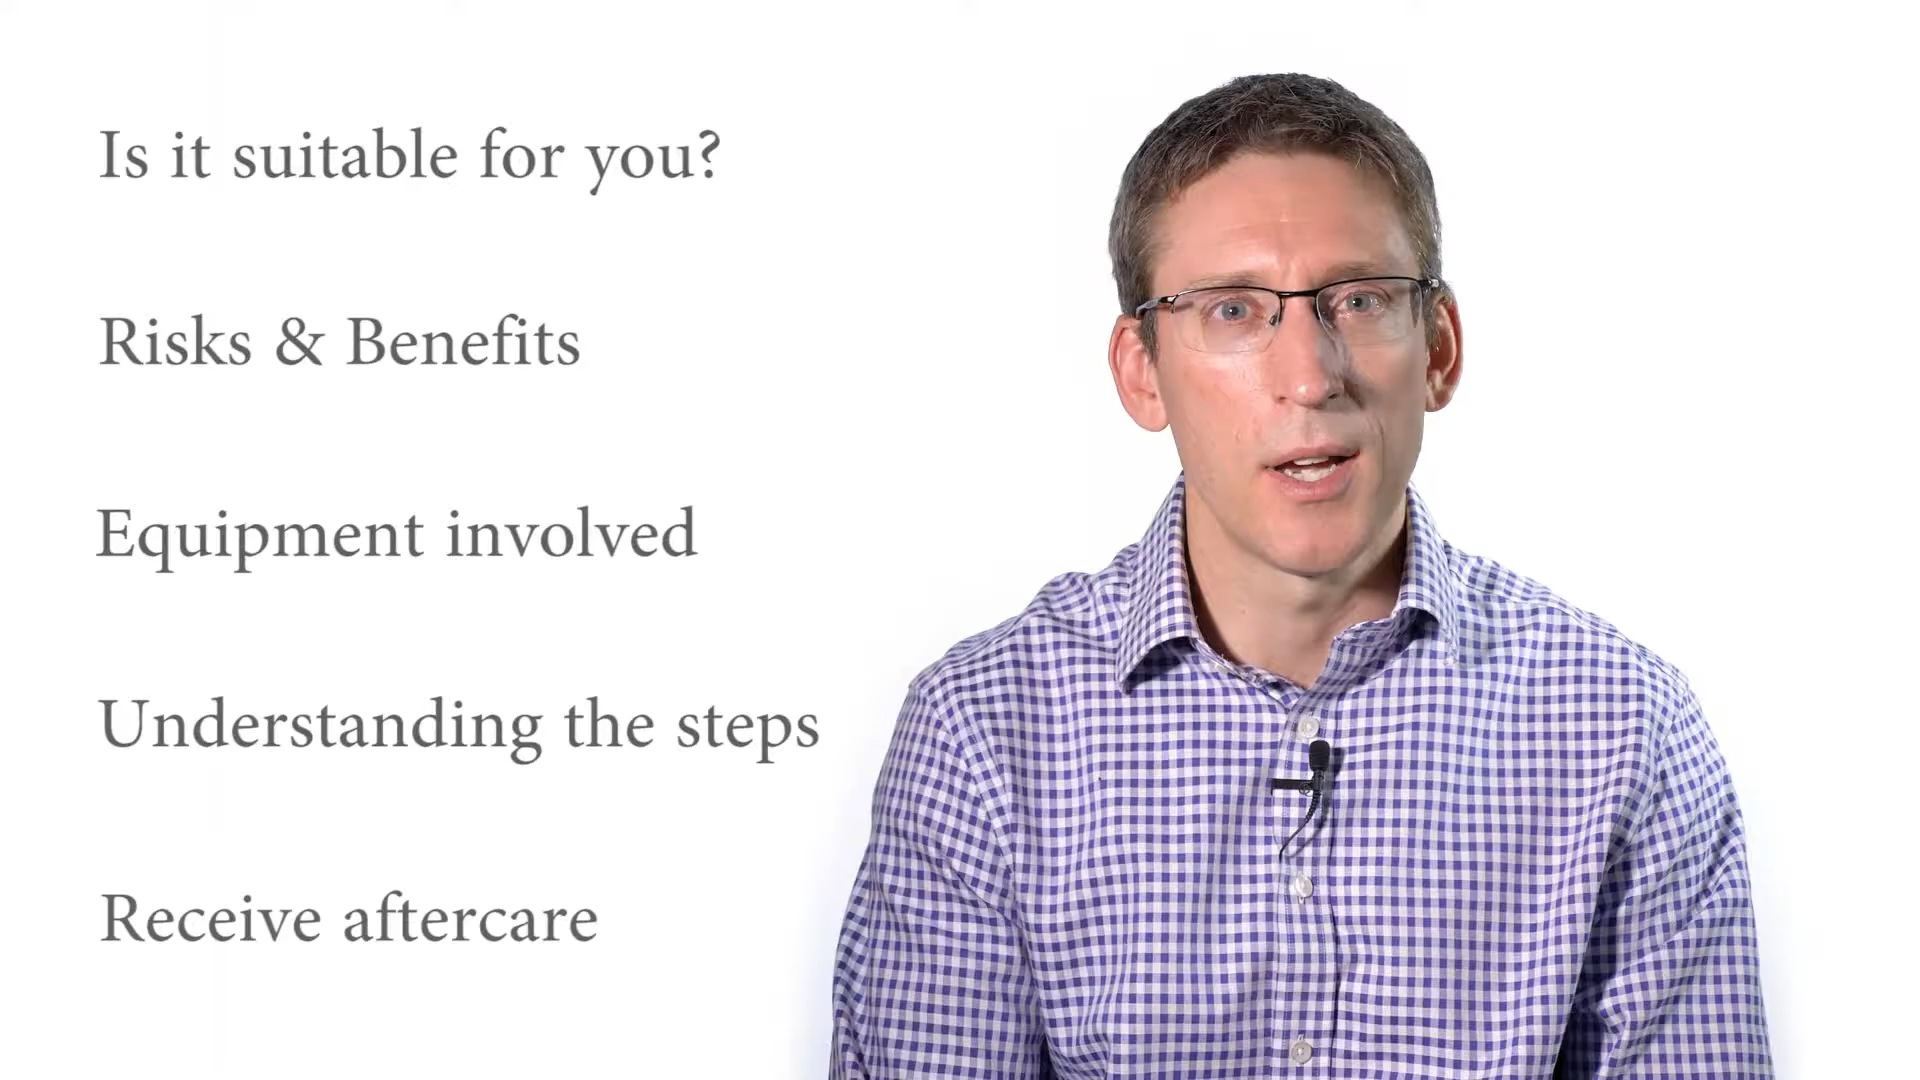 Is it suitable for you?
Risks & Benefits
Equipment involved
Understanding the steps
Receive aftercare